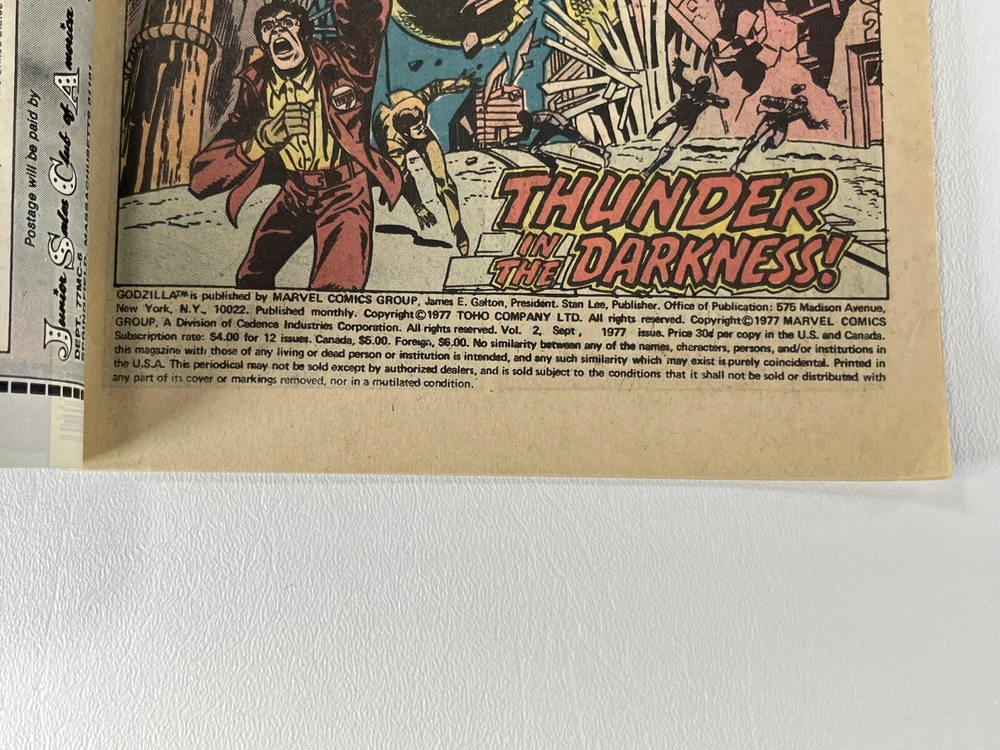 Postage will be paid by
Junior Sales Club of America
DEPT. 77MC-6
THUNDER
IN THE DARKNESS!
GODZILLA™ is published by MARVEL COMICS GROUP, James E. Galton, President. Stan Lee, Publisher. Office of Publication: 575 Madison Avenue,
New York, N.Y., 10022. Published monthly. Copyright©1977 TOHO COMPANY LTD. All rights reserved. Copyright©1977 MARVEL COMICS
GROUP, A Division of Cadence Industries Corporation. All rights reserved. Vol. 2, Sept, 1977 issue. Price 30¢ per copy in the U.S. and Canada.
Subscription rate: $4.00 for 12 issues. Canada, $5.00. Foreign, $6.00. No similarity between any of the names, characters, persons, and/or institutions in
this magazine with those of any living or dead person or institution is intended, and any such similarity which may exist is purely coincidental. Printed in
the U.S.A. This periodical may not be sold except by authorized dealers, and is sold subject to the conditions that it shall not be sold or distributed with
any part of its cover or markings removed, nor in a mutilated condition.